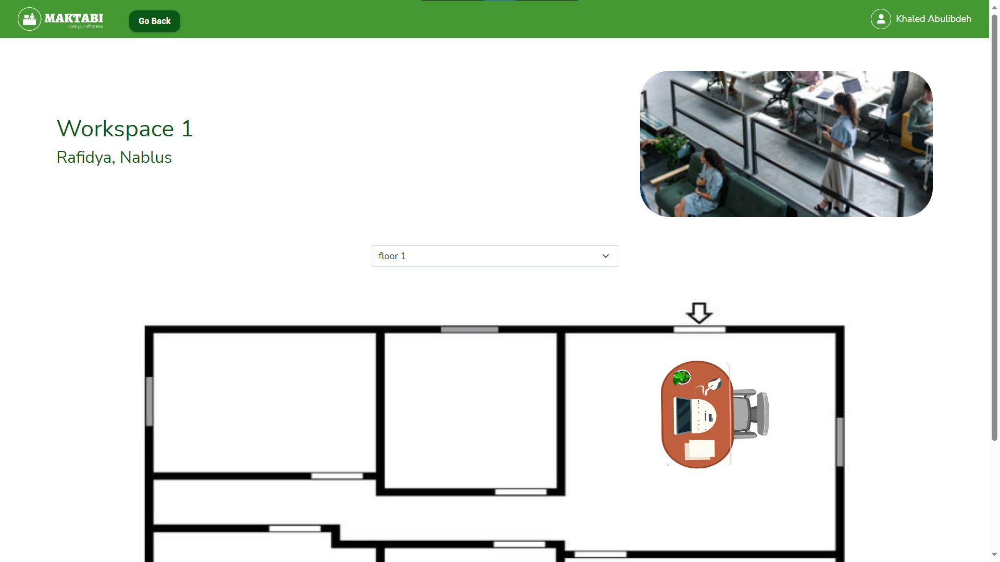 MAKTABI
book your office now
Go Back
Khaled Abulibdeh
Workspace 1
Rafidya, Nablus
floor 1